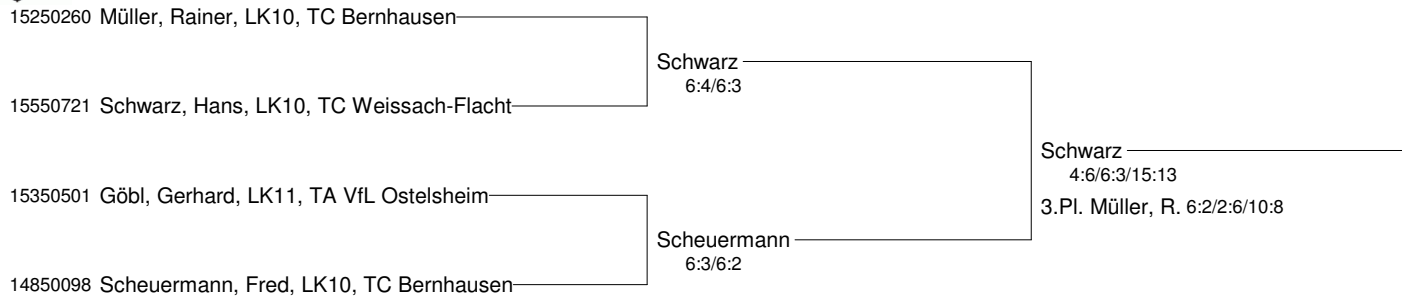 15250260 Müller, Rainer, LK10, TC Bernhausen
Schwarz
6:4/6:3
15550721 Schwarz, Hans, LK10, TC Weissach-Flacht
Schwarz
4:6/6:3/15:13
15350501 Göbl, Gerhard, LK11, TA VfL Ostelsheim
3.Pl. Müller, R. 6:2/2:6/10:8
Scheuermann
6:3/6:2
14850098 Scheuermann, Fred, LK10, TC Bernhausen